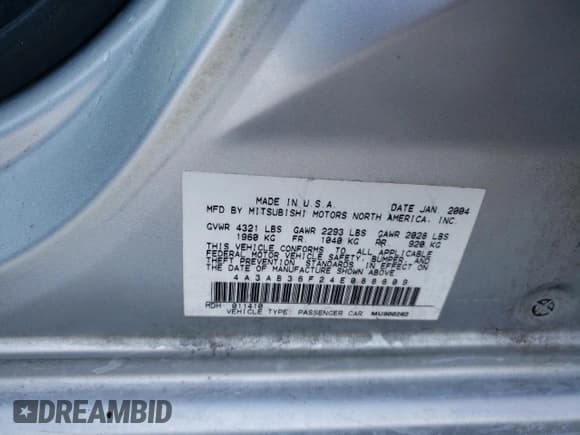 MADE IN U.S.A. DATE JAN 2004
MFD BY MITSUBISHI MOTORS NORTH AMERICA, INC.
GVWR 4321 LBS GAWR 2293 LBS GAWR 2028 LBS
1960 KG FR 1040 KG RR 920 KG
THIS VEHICLE CONFORMS TO ALL APPLICABLE
FEDERAL MOTOR VEHICLE SAFETY, BUMPER, AND
THEFT PREVENTION STANDARDS IN EFFECT ON THE
DATE OF MANUFACTURE SHOWN ABOVE
MDH 011410
VEHICLE TYPE: PASSENGER CAR
DREAMBID